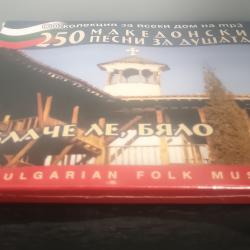 колекция за всеки дом на mp3
250 МАКЕДОНСКИ
ПЕСНИ ЗА ДУШАТА
ЛАЧЕ ЛЕ, БЯЛО
ULGARIAN FOLK MUS